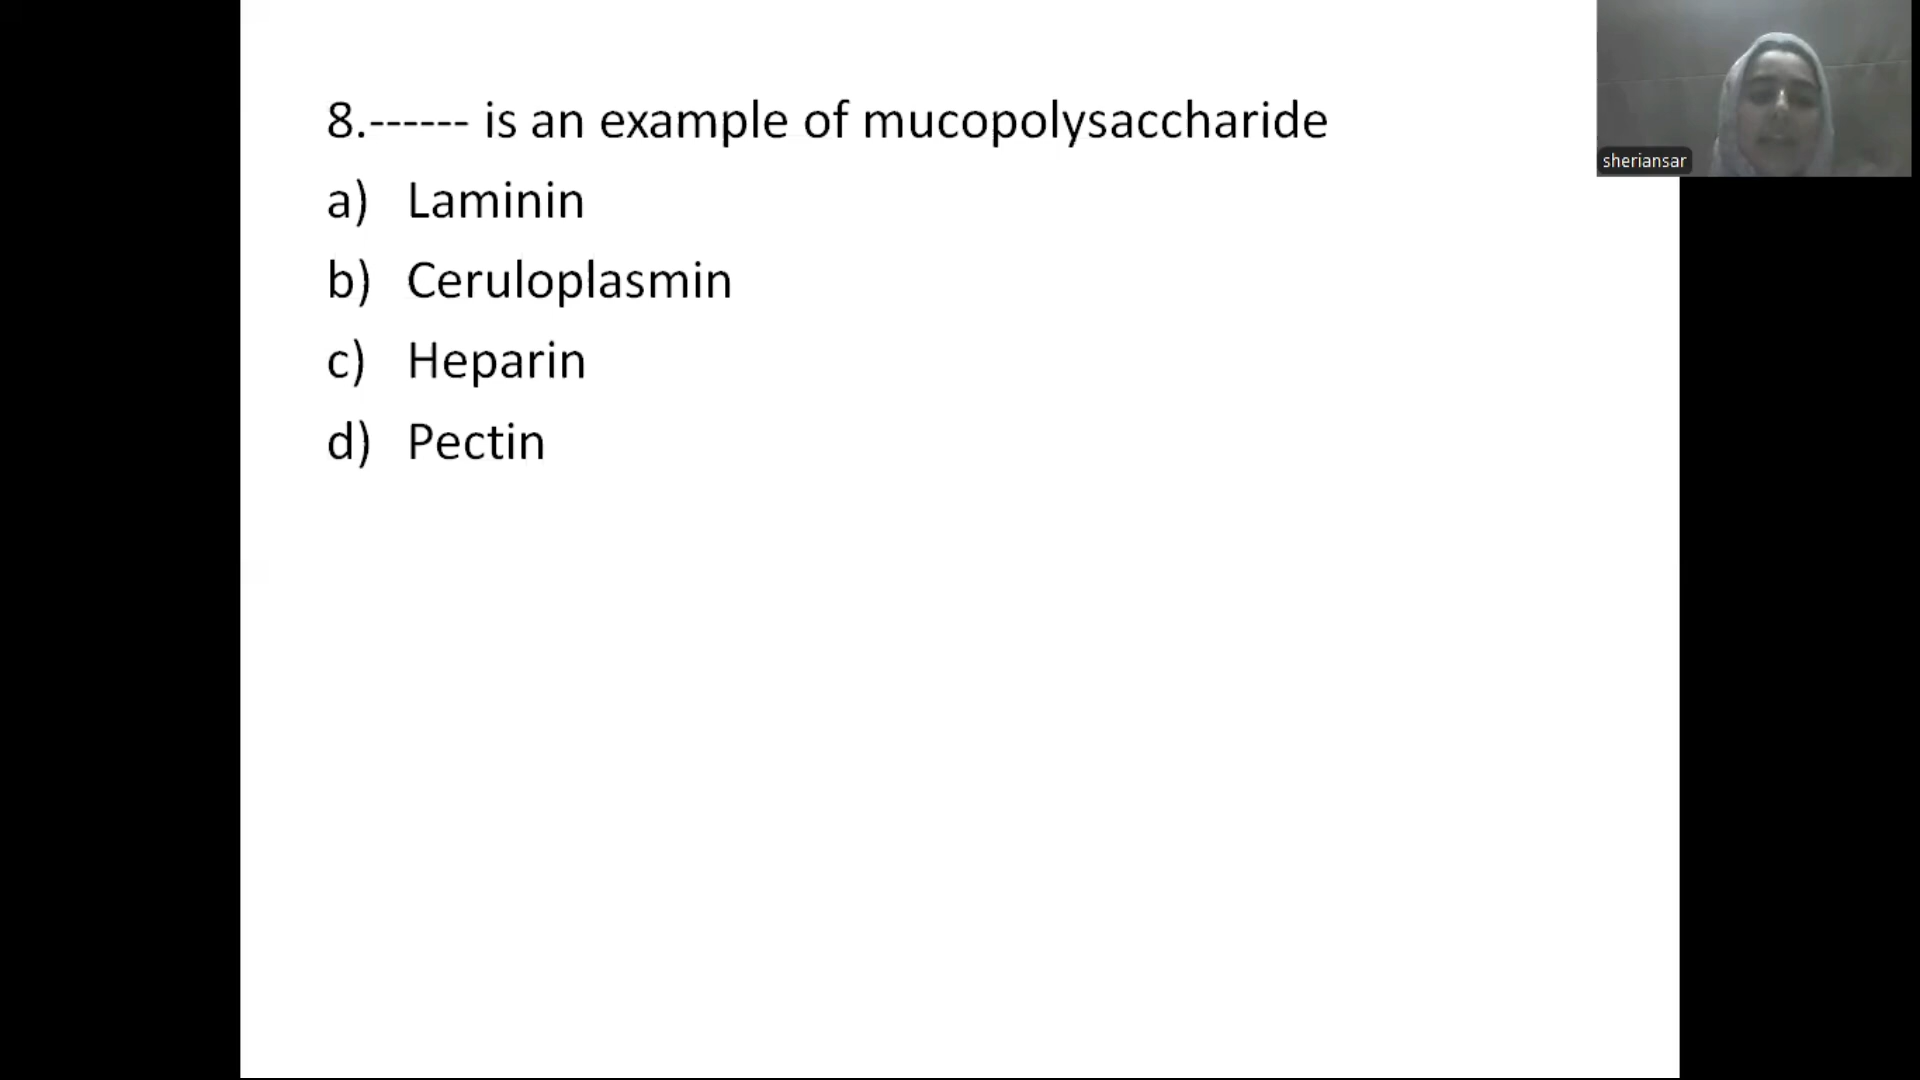 8.------ is an example of mucopolysaccharide
a) Laminin
b) Ceruloplasmin
c) Heparin
d) Pectin
sheriansar